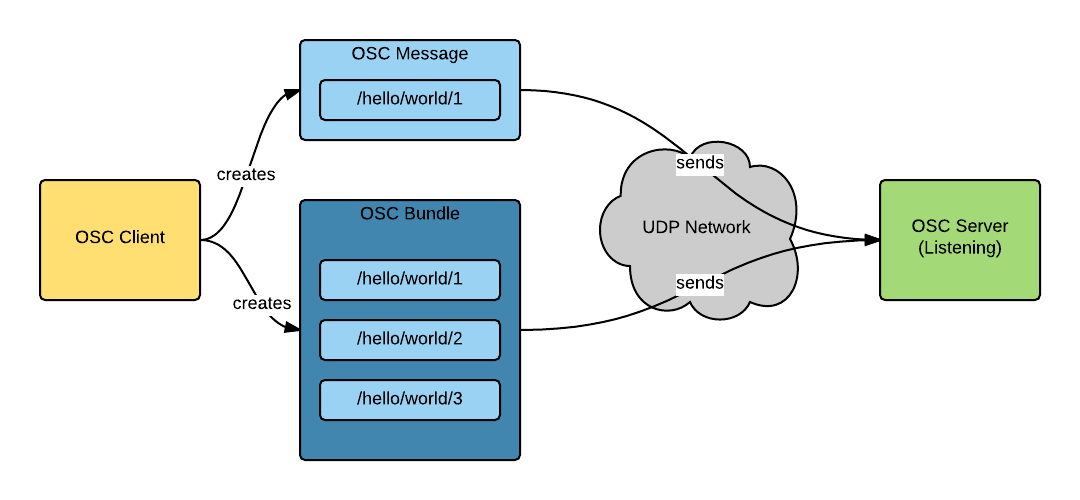 OSC Message
/hello/world/1
creates
sends
OSC Client
OSC Bundle
UDP Network
OSC Server
(Listening)
/hello/world/1
creates
sends
/hello/world/2
/hello/world/3